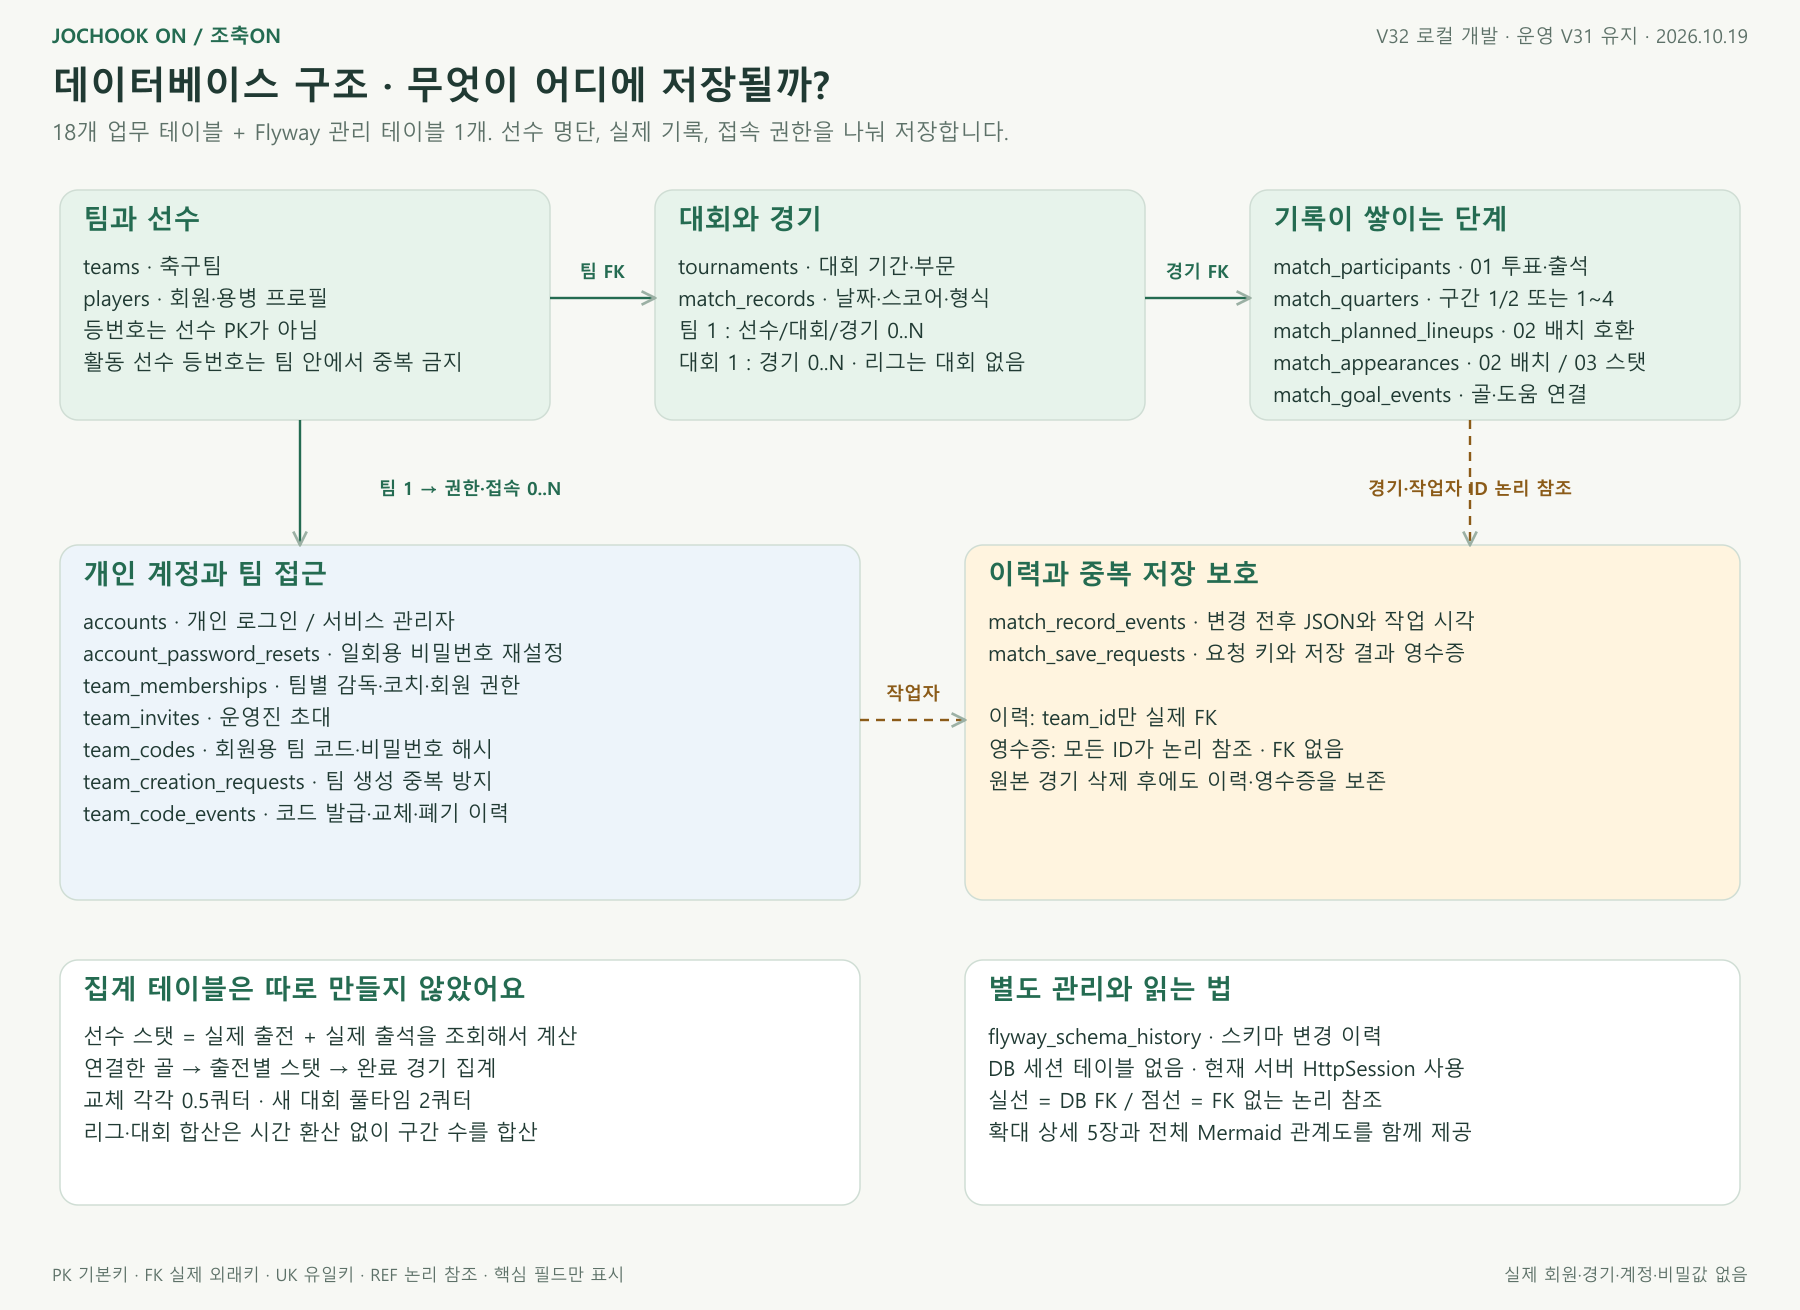 JOCHOOK ON / 조축ON
V32 로컬 개발 · 운영 V31 유지 · 2026.10.19
데이터베이스 구조 · 무엇이 어디에 저장될까?
18개 업무 테이블 + Flyway 관리 테이블 1개. 선수 명단, 실제 기록, 접속 권한을 나눠 저장합니다.
팀과 선수
teams · 축구팀
players · 회원·용병 프로필
등번호는 선수 PK가 아님
활동 선수 등번호는 팀 안에서 중복 금지
팀 FK
대회와 경기
tournaments · 대회 기간·부문
match_records · 날짜·스코어·형식
팀 1 : 선수/대회/경기 0..N
대회 1 : 경기 0..N · 리그는 대회 없음
경기 FK
기록이 쌓이는 단계
match_participants · 01 투표·출석
match_quarters · 구간 1/2 또는 1~4
match_planned_lineups · 02 배치 호환
match_appearances · 02 배치 / 03 스탯
match_goal_events · 골·도움 연결
팀 1 → 권한·접속 0..N
경기·작업자 ID 논리 참조
개인 계정과 팀 접근
accounts · 개인 로그인 / 서비스 관리자
account_password_resets · 일회용 비밀번호 재설정
team_memberships · 팀별 감독·코치·회원 권한
team_invites · 운영진 초대
team_codes · 회원용 팀 코드·비밀번호 해시
team_creation_requests · 팀 생성 중복 방지
team_code_events · 코드 발급·교체·폐기 이력
작업자
이력과 중복 저장 보호
match_record_events · 변경 전후 JSON와 작업 시각
match_save_requests · 요청 키와 저장 결과 영수증
이력: team_id만 실제 FK
영수증: 모든 ID가 논리 참조 · FK 없음
원본 경기 삭제 후에도 이력·영수증을 보존
집계 테이블은 따로 만들지 않았어요
선수 스탯 = 실제 출전 + 실제 출석을 조회해서 계산
연결한 골 → 출전별 스탯 → 완료 경기 집계
교체 각각 0.5쿼터 · 새 대회 풀타임 2쿼터
리그·대회 합산은 시간 환산 없이 구간 수를 합산
별도 관리와 읽는 법
flyway_schema_history · 스키마 변경 이력
DB 세션 테이블 없음 · 현재 서버 HttpSession 사용
실선 = DB FK / 점선 = FK 없는 논리 참조
확대 상세 5장과 전체 Mermaid 관계도를 함께 제공
PK 기본키 · FK 실제 외래키 · UK 유일키 · REF 논리 참조 · 핵심 필드만 표시
실제 회원·경기·계정·비밀값 없음